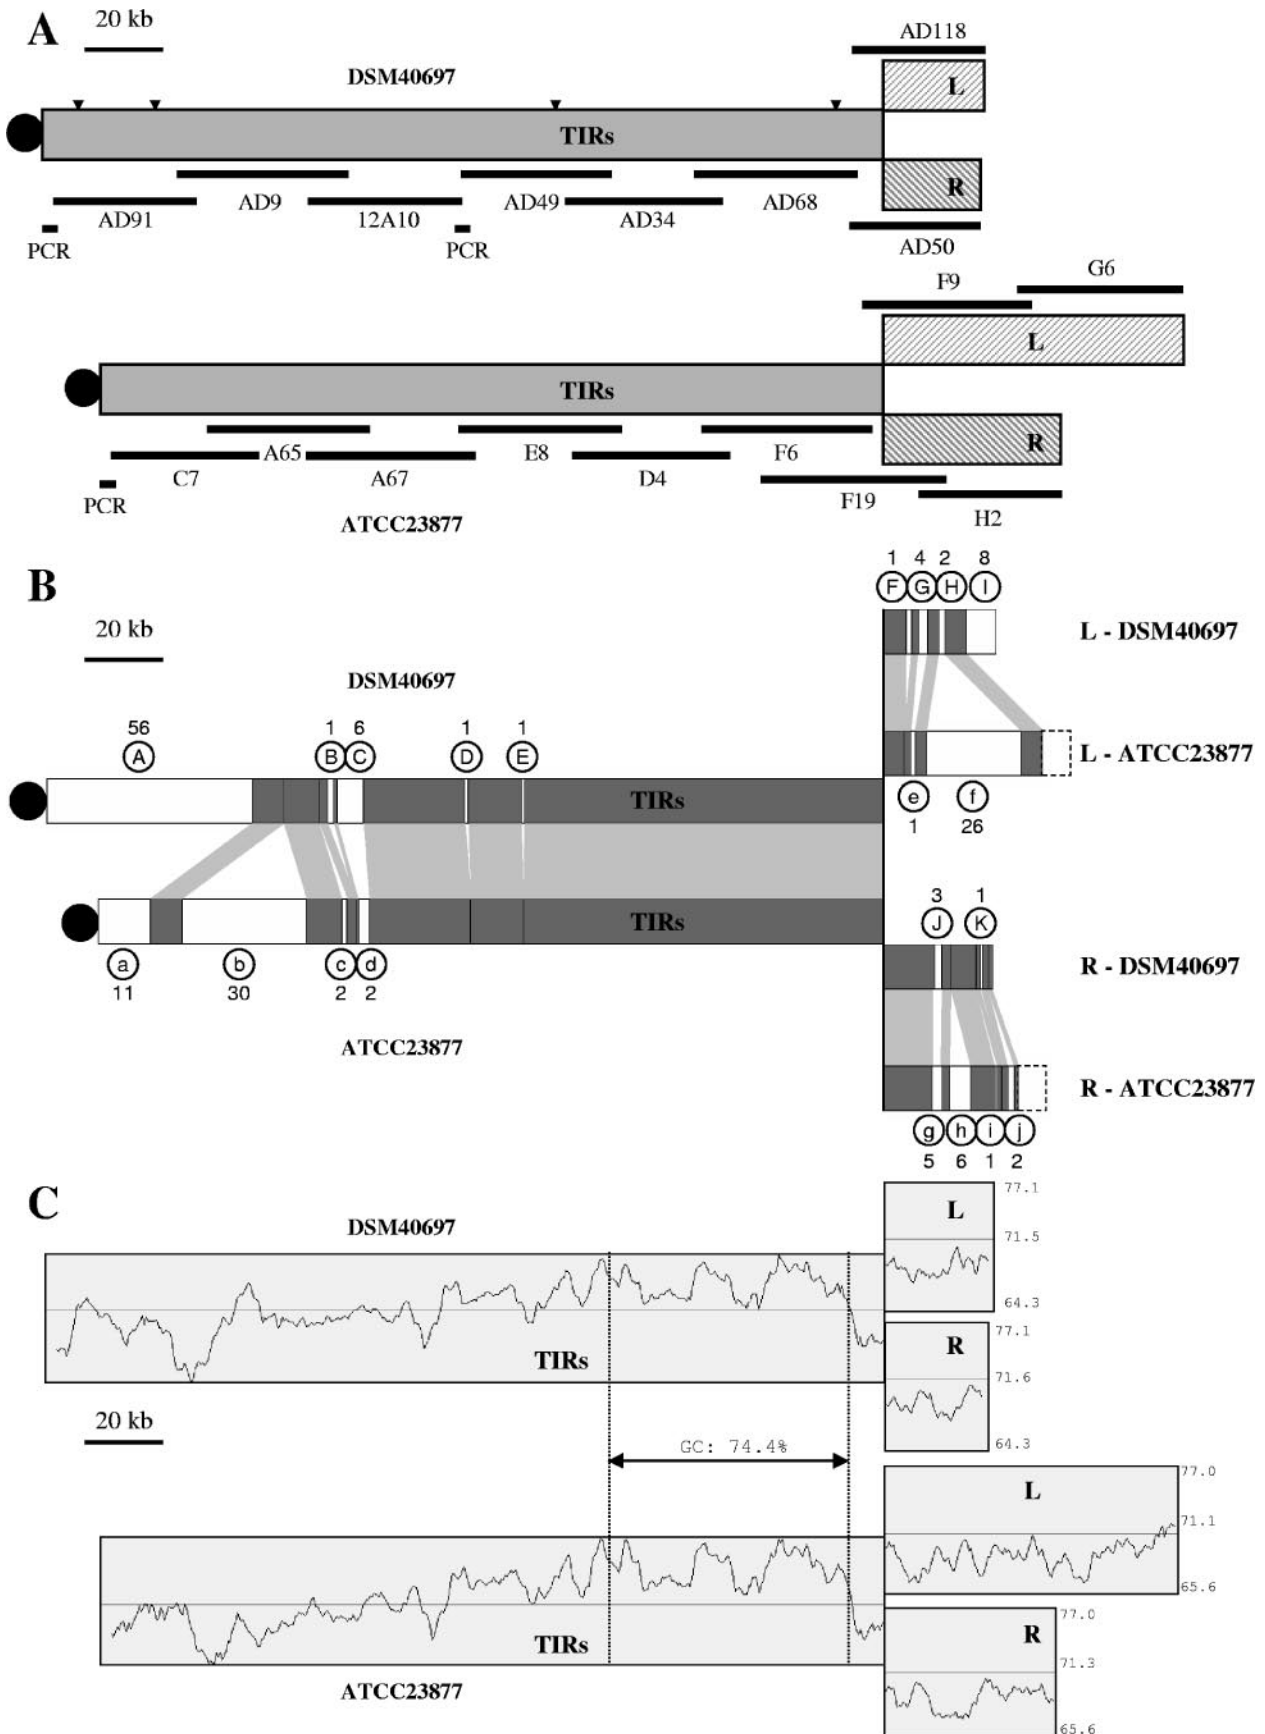 A
20 kb
AD118
DSM40697
L
TIRs
R
AD91
AD9
12A10
AD49
AD34
AD68
AD50
PCR
PCR
F9
G6
L
TIRs
R
C7
A65
A67
E8
D4
F6
F19
H2
PCR
ATCC23877
B
20 kb
1 4 2 8
F G H I
L - DSM40697
DSM40697
56 1 6 1 1
A B C D E
L - ATCC23877
TIRs
e f
1 26
3 1
J K
TIRs
R - DSM40697
a b c d
11 30 2 2
ATCC23877
R - ATCC23877
g h i j
5 6 1 2
C
DSM40697
77.1
L
71.5
64.3
77.1
R
71.6
64.3
TIRs
20 kb
GC: 74.4%
77.0
L
71.1
65.6
77.0
R
71.3
65.6
TIRs
ATCC23877